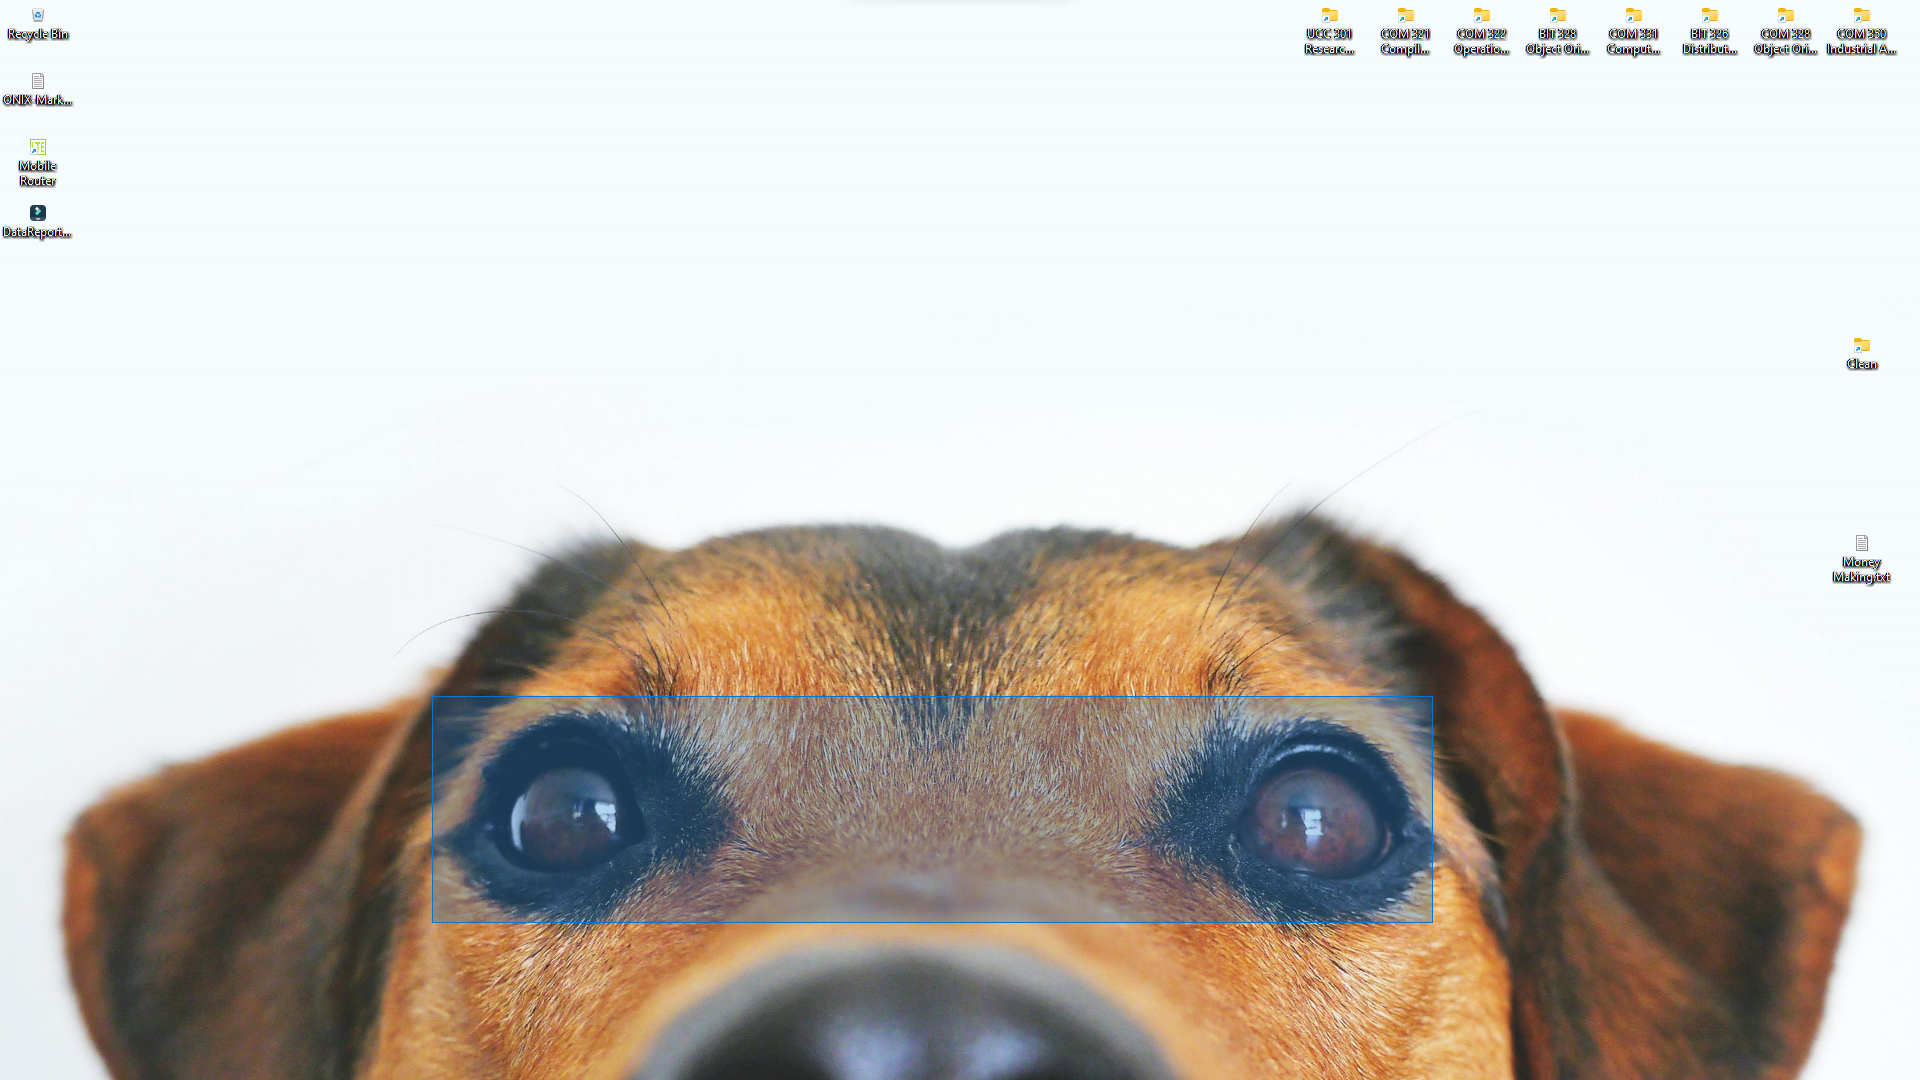 Recycle Bin
ONIX-Mark...
Mobile
Router
DataReport...
UCC 301
Researc...
COM 321
Compil...
COM 322
Operatio...
BIT 328
Object Ori...
COM 331
Comput...
BIT 326
Distribut...
COM 328
Object Ori...
COM 350
Industrial A...
Clean
Money
Making.txt